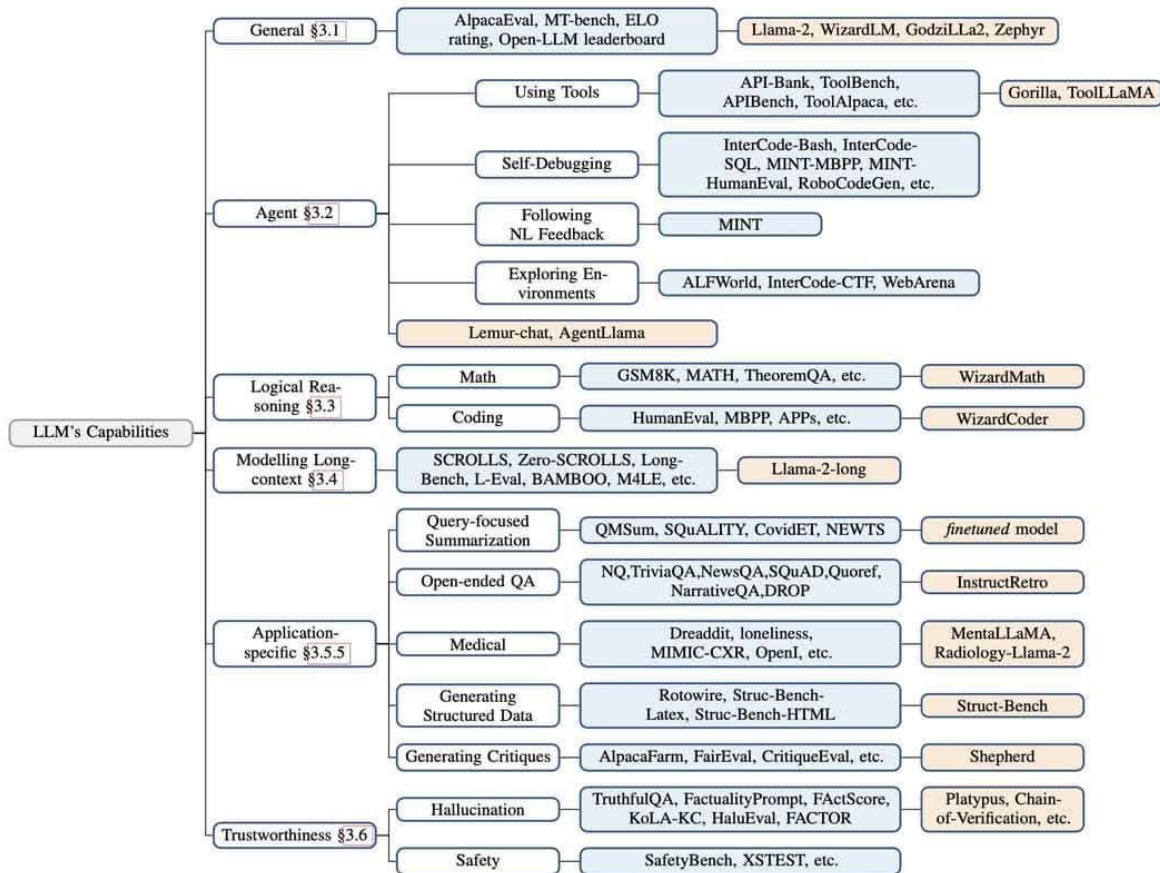 General §3.1
AlpacaEval, MT-bench, ELO
rating, Open-LLM leaderboard
Llama-2, WizardLM, GodziLLa2, Zephyr
Using Tools
API-Bank, ToolBench,
APIBench, ToolAlpaca, etc.
Gorilla, ToolLLaMA
Self-Debugging
InterCode-Bash, InterCode-
SQL, MINT-MBPP, MINT-
HumanEval, RoboCodeGen, etc.
Agent §3.2
Following
NL Feedback
MINT
Exploring En-
vironments
ALFWorld, InterCode-CTF, WebArena
Lemur-chat, AgentLlama
Logical Rea-
soning §3.3
Math
GSM8K, MATH, TheoremQA, etc.
WizardMath
Coding
HumanEval, MBPP, APPs, etc.
WizardCoder
LLM's Capabilities
Modelling Long-
context §3.4
SCROLLS, Zero-SCROLLS, Long-
Bench, L-Eval, BAMBOO, M4LE, etc.
Llama-2-long
Query-focused
Summarization
QMSum, SQuALITY, CovidET, NEWTS
finetuned model
Open-ended QA
NQ,TriviaQA,NewsQA,SQuAD,Quoref,
NarrativeQA,DROP
InstructRetro
Application-
specific §3.5.5
Medical
Dreaddit, loneliness,
MIMIC-CXR, OpenI, etc.
MentaLLaMA,
Radiology-Llama-2
Generating
Structured Data
Rotowire, Struc-Bench-
Latex, Struc-Bench-HTML
Struct-Bench
Generating Critiques
AlpacaFarm, FairEval, CritiqueEval, etc.
Shepherd
Hallucination
TruthfulQA, FactualityPrompt, FActScore,
KoLA-KC, HaluEval, FACTOR
Platypus, Chain-
of-Verification, etc.
Trustworthiness §3.6
Safety
SafetyBench, XSTEST, etc.